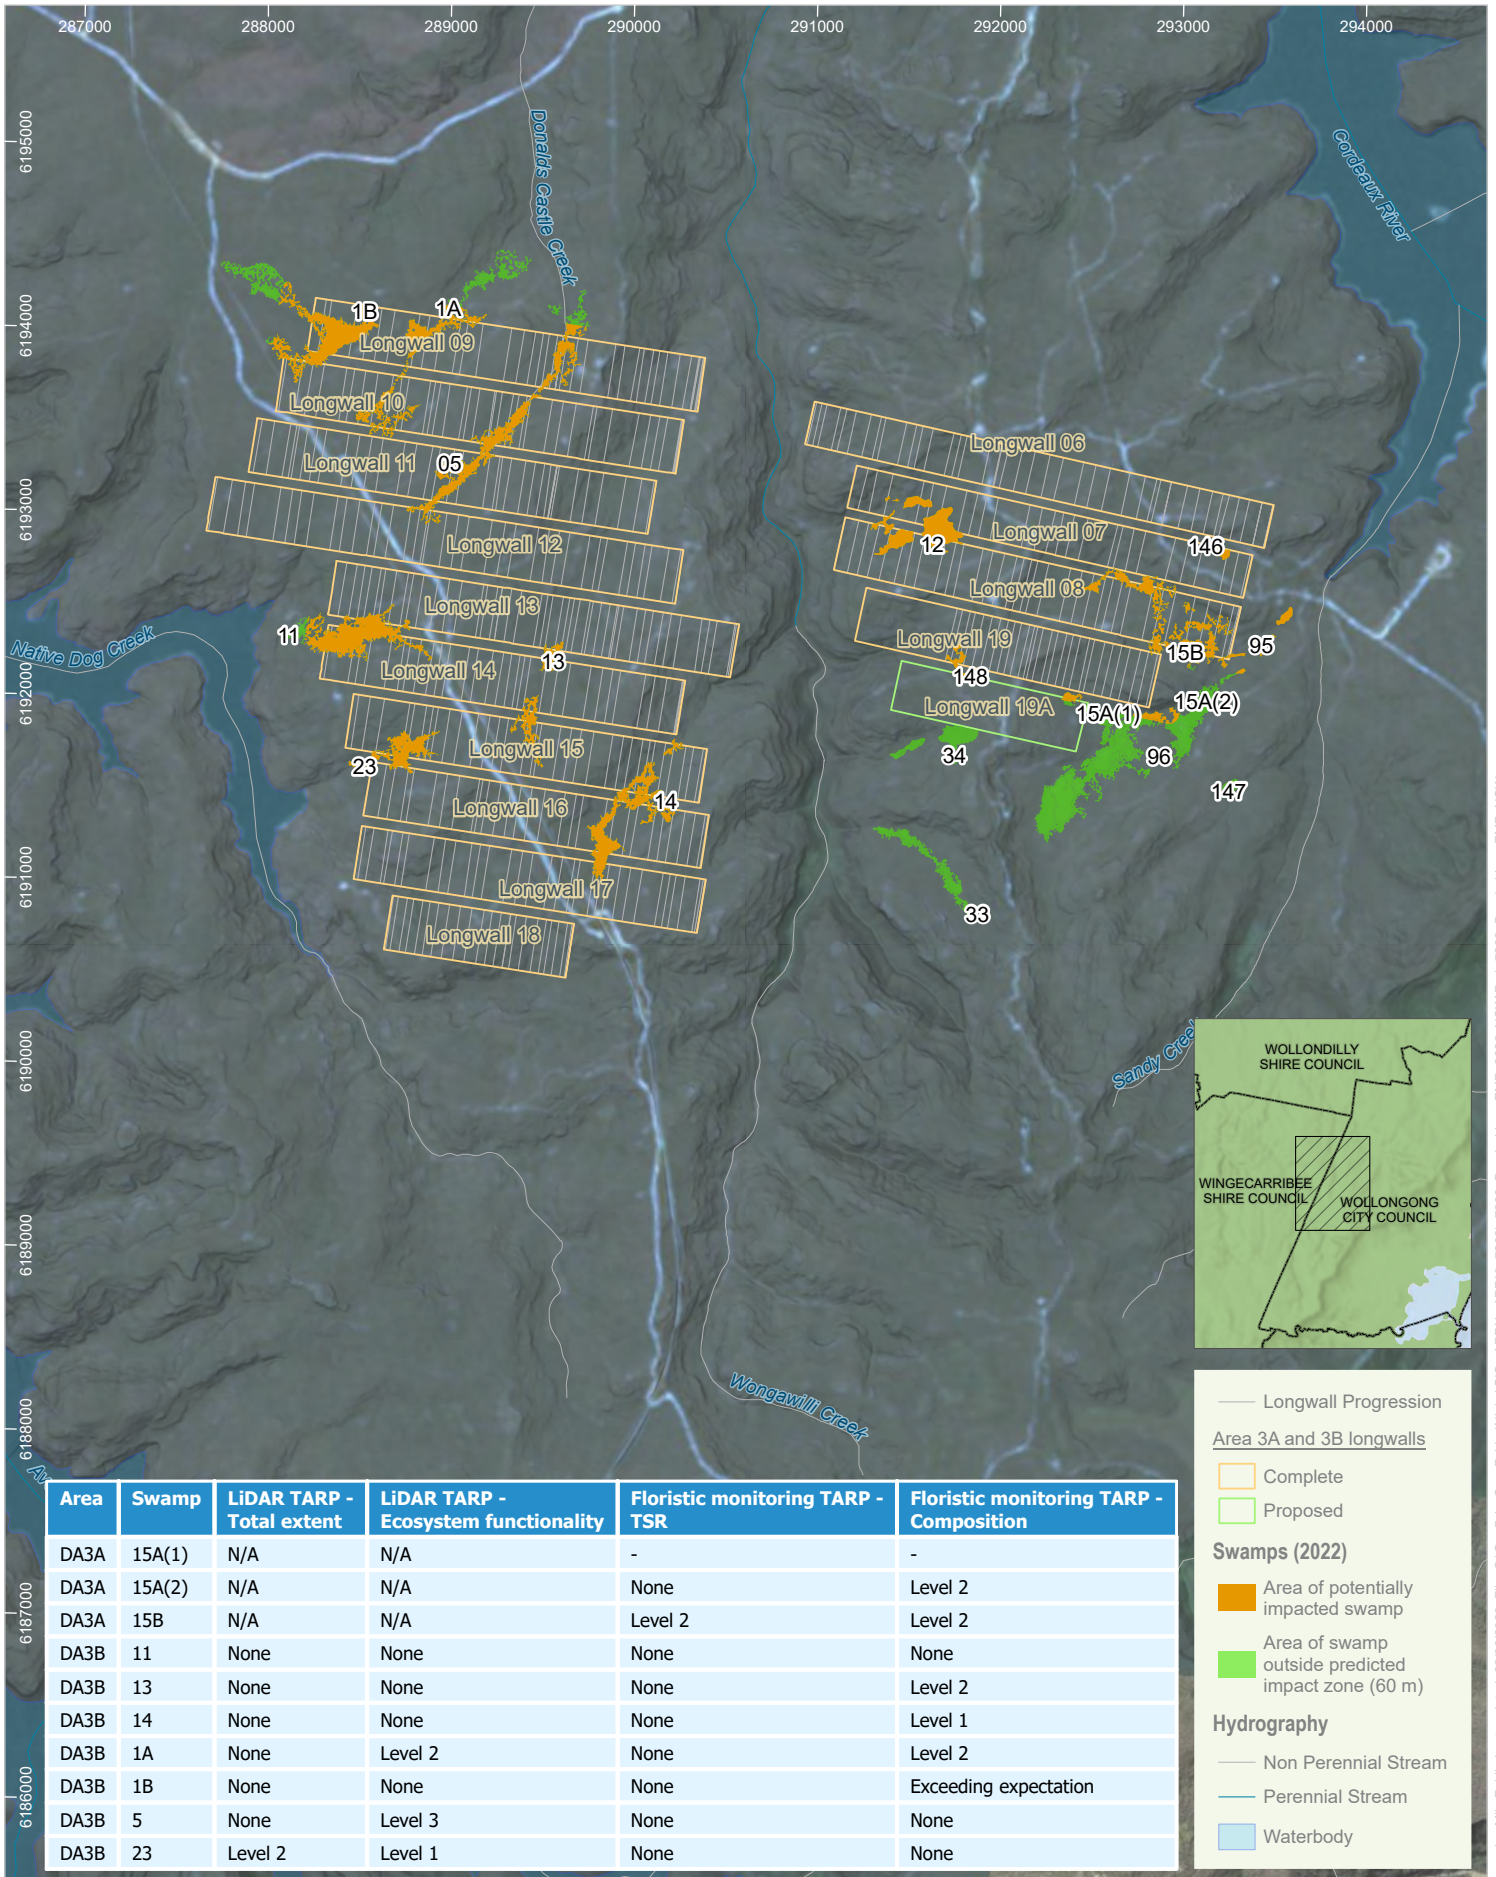 287000 288000 289000 290000 291000 292000 293000 294000
6195000
6194000
6193000
6192000
6191000
6190000
6189000
6188000
6187000
6186000
Donalds Castle Creek
Cordeaux River
Native Dog Creek
Sandy Creek
Wongawilli Creek
Av
1B
1A
Longwall 09
Longwall 10
Longwall 11
05
Longwall 12
Longwall 13
11
13
Longwall 14
Longwall 15
23
14
Longwall 16
Longwall 17
Longwall 18
Longwall 06
Longwall 07
12
146
Longwall 08
Longwall 19
15B
95
148
Longwall 19A
15A(1)
15A(2)
34
96
147
33
WOLLONDILLY
SHIRE COUNCIL
WINGECARRIBEE
SHIRE COUNCIL
WOLLONGONG
CITY COUNCIL
Longwall Progression
Area 3A and 3B longwalls
Complete
Proposed
Swamps (2022)
Area of potentially
impacted swamp
Area of swamp
outside predicted
impact zone (60 m)
Hydrography
Non Perennial Stream
Perennial Stream
Waterbody
Area Swamp LiDAR TARP - Total extent LiDAR TARP - Ecosystem functionality Floristic monitoring TARP - TSR Floristic monitoring TARP - Composition
DA3A 15A(1) N/A N/A - -
DA3A 15A(2) N/A N/A None Level 2
DA3A 15B N/A N/A Level 2 Level 2
DA3B 11 None None None None
DA3B 13 None None None Level 2
DA3B 14 None None None Level 1
DA3B 1A None Level 2 None Level 2
DA3B 1B None None None Exceeding expectation
DA3B 5 None Level 3 None None
DA3B 23 Level 2 Level 1 None None